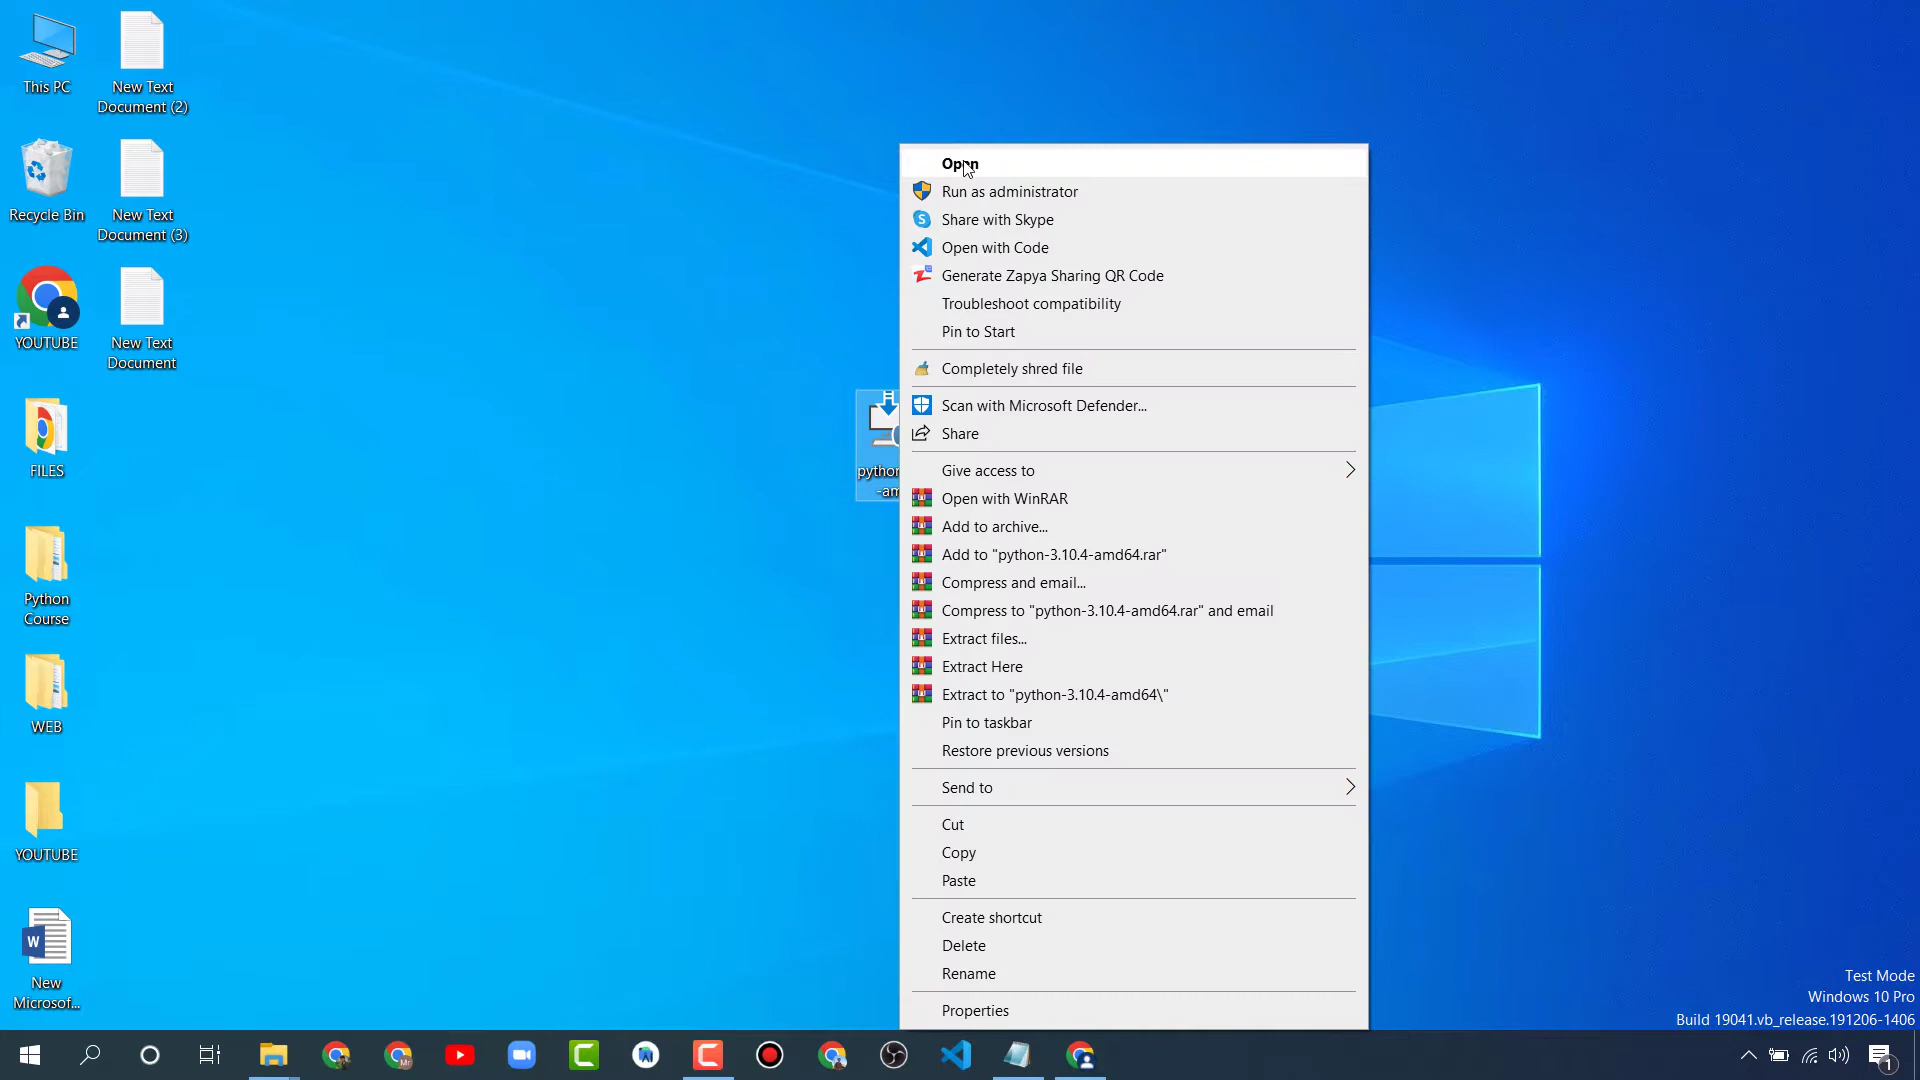 This PC
New Text
Document (2)
Recycle Bin
New Text
Document (3)
YOUTUBE
New Text
Document
FILES
Python
Course
WEB
YOUTUBE
New
Microsof...
python
-am
Open
Run as administrator
Share with Skype
Open with Code
Generate Zapya Sharing QR Code
Troubleshoot compatibility
Pin to Start
Completely shred file
Scan with Microsoft Defender...
Share
Give access to
Open with WinRAR
Add to archive...
Add to "python-3.10.4-amd64.rar"
Compress and email...
Compress to "python-3.10.4-amd64.rar" and email
Extract files...
Extract Here
Extract to "python-3.10.4-amd64\"
Pin to taskbar
Restore previous versions
Send to
Cut
Copy
Paste
Create shortcut
Delete
Rename
Properties
Test Mode
Windows 10 Pro
Build 19041.vb_release.191206-1406
1